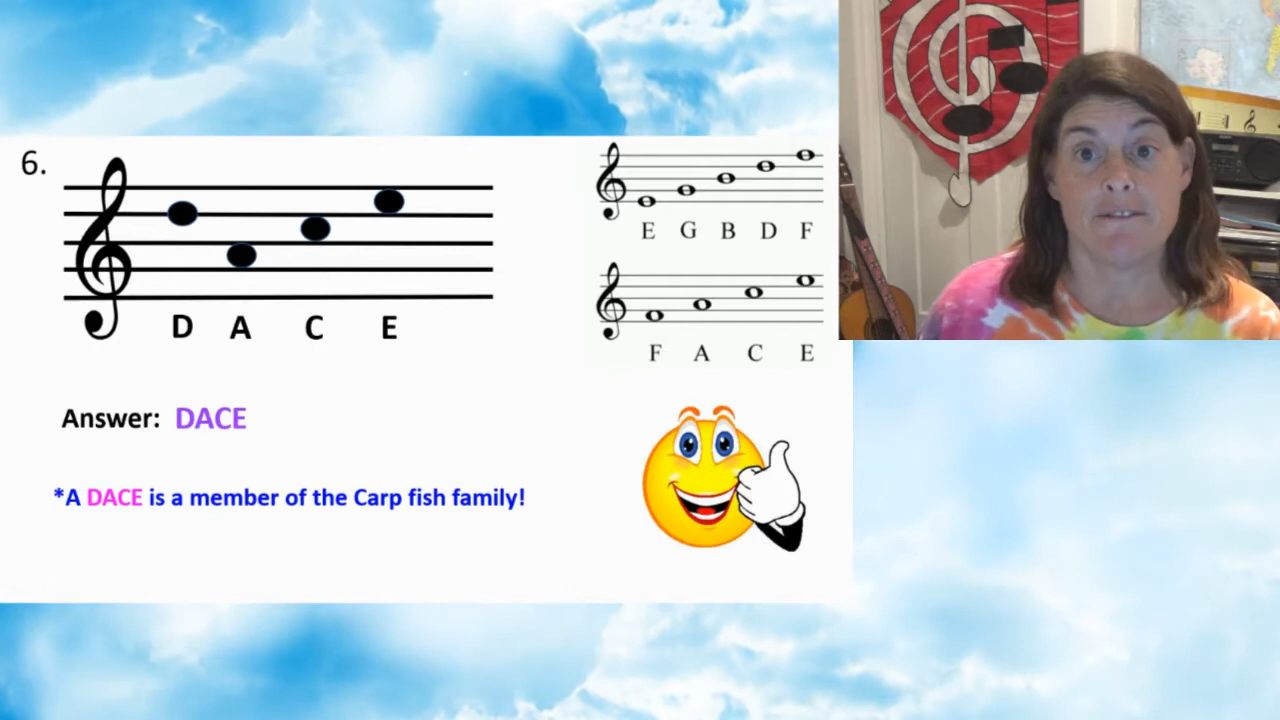 6.
D A C E
E G B D F
F A C E
Answer: DACE
*A DACE is a member of the Carp fish family!